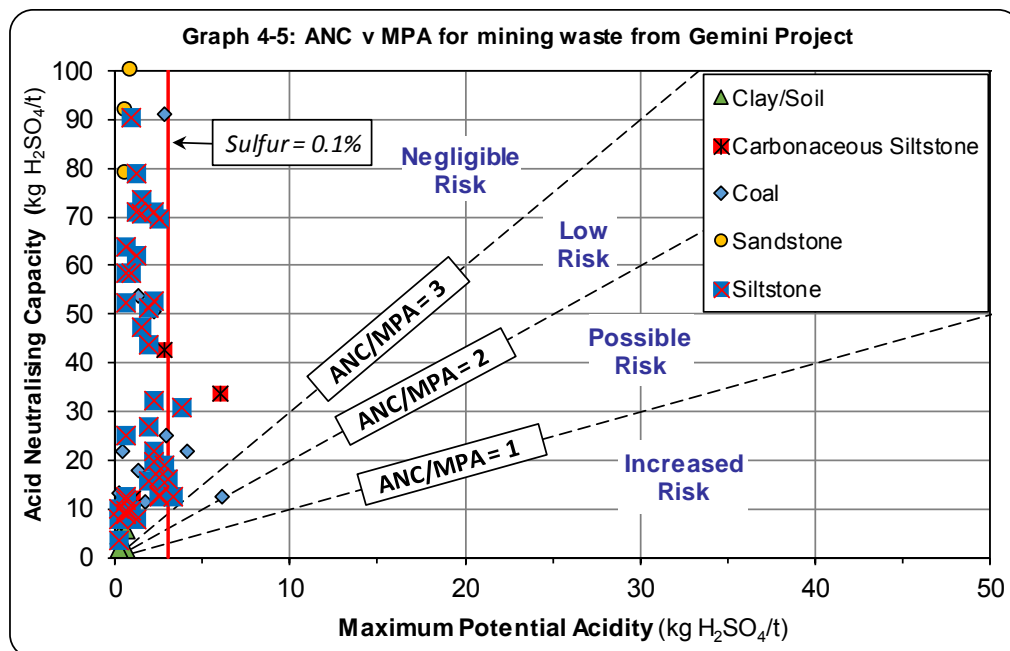 Graph 4-5: ANC v MPA for mining waste from Gemini Project
Acid Neutralising Capacity (kg H₂SO₄/t)
100
90
80
70
60
50
40
30
20
10
0
Sulfur = 0.1%
Negligible
Risk
Low
Risk
Possible
Risk
Increased
Risk
ANC/MPA = 3
ANC/MPA = 2
ANC/MPA = 1
Clay/Soil
Carbonaceous Siltstone
Coal
Sandstone
Siltstone
0
10
20
30
40
50
Maximum Potential Acidity (kg H₂SO₄/t)